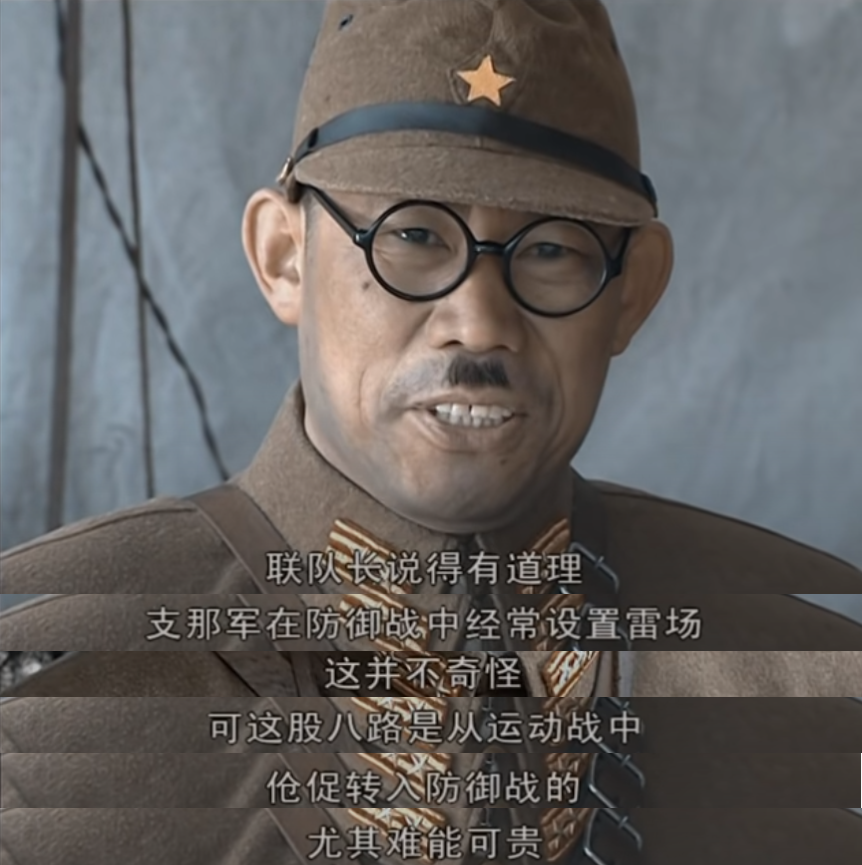 联队长说得有道理
支那军在防御战中经常设置雷场
这并不奇怪
可这股八路是从运动战中
伧促转入防御战的
尤其难能可贵